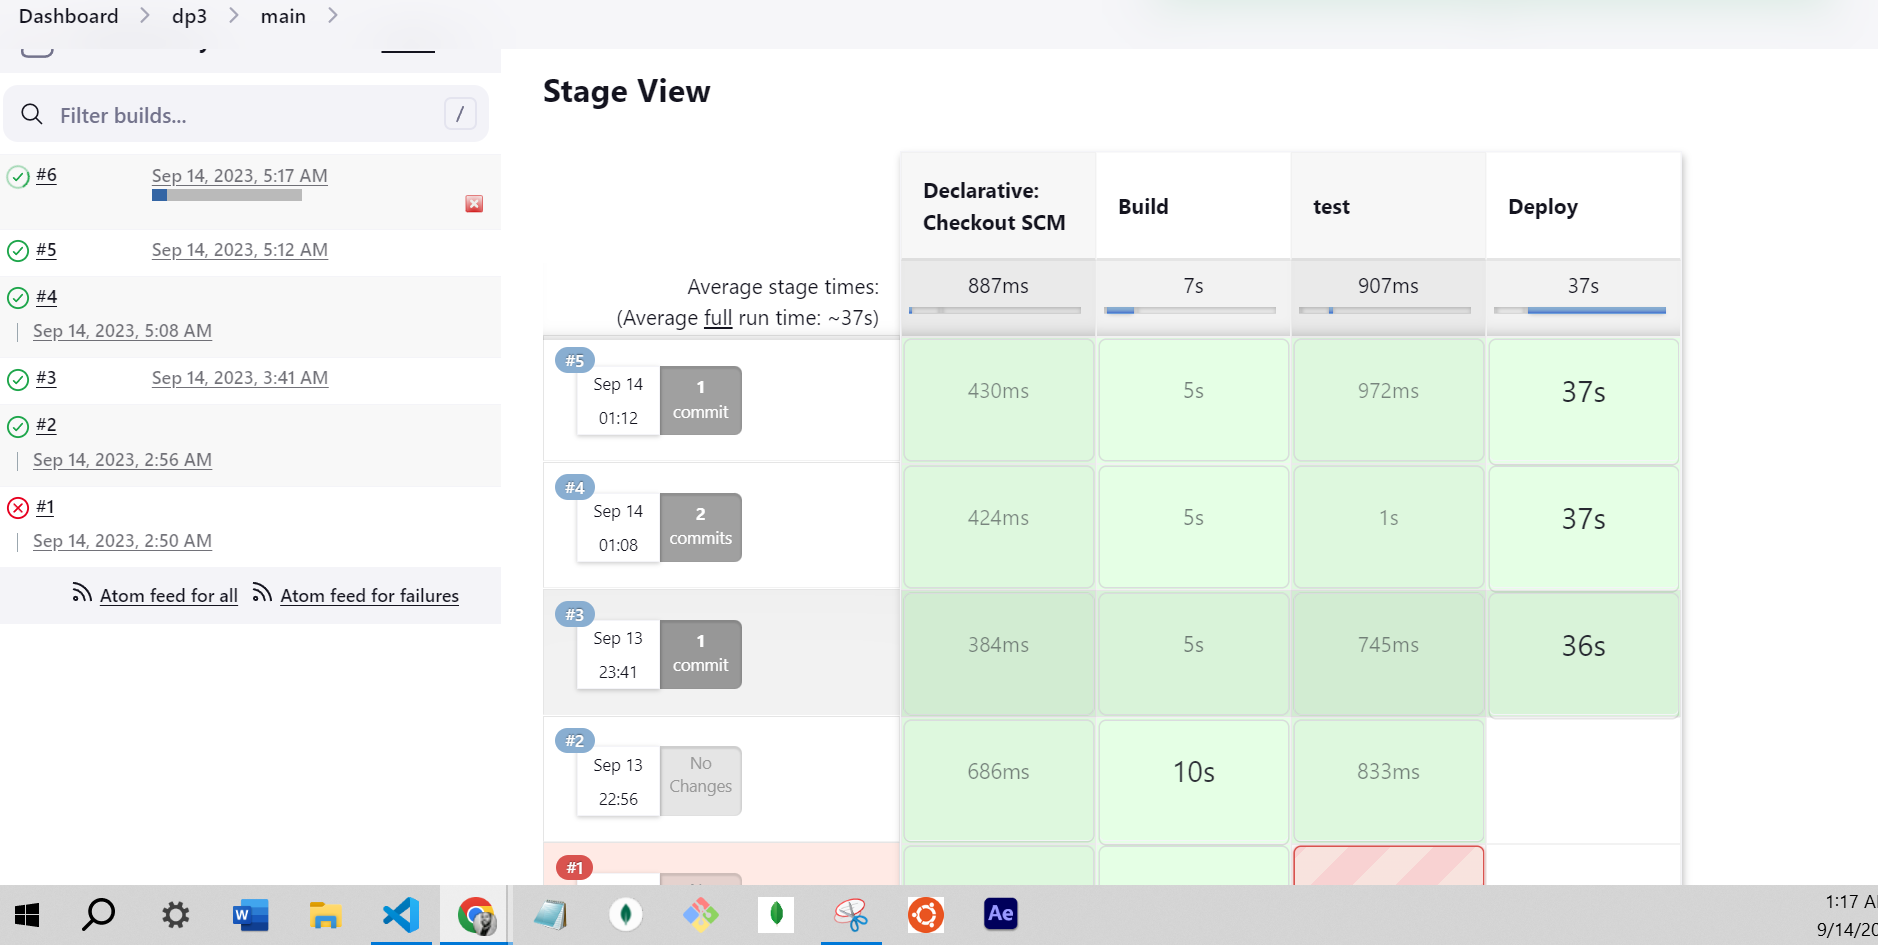 Dashboard > dp3 > main >
Filter builds... /
#6 Sep 14, 2023, 5:17 AM
#5 Sep 14, 2023, 5:12 AM
#4
Sep 14, 2023, 5:08 AM
#3 Sep 14, 2023, 3:41 AM
#2
Sep 14, 2023, 2:56 AM
#1
Sep 14, 2023, 2:50 AM
Atom feed for all Atom feed for failures
Stage View
Declarative:
Checkout SCM
Build
test
Deploy
Average stage times:
(Average full run time: ~37s)
887ms 7s 907ms 37s
#5
Sep 14
01:12
1
commit
430ms 5s 972ms 37s
#4
Sep 14
01:08
2
commits
424ms 5s 1s 37s
#3
Sep 13
23:41
1
commit
384ms 5s 745ms 36s
#2
Sep 13
22:56
No
Changes
686ms 10s 833ms
#1
W
Ae
1:17
9/14/20